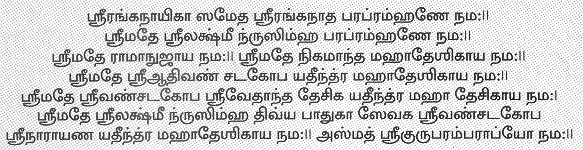 ஸ்ரீரங்கநாயிகா ஸமேத ஸ்ரீரங்கநாத பரப்ரம்ஹணே நம:||
ஸ்ரீமதே ஸ்ரீலக்ஷ்மீ ந்ருஸிம்ஹ பரப்ரம்ஹணே நம:||
ஸ்ரீமதே ராமாநுஜாய நம:|| ஸ்ரீமதே நிகமாந்த மஹாதேஶிகாய நம:||
ஸ்ரீமதே ஸ்ரீஆதிவண் சடகோப யதீந்த்ர மஹாதேஶிகாய நம:||
ஸ்ரீமதே ஸ்ரீவண்சடகோப ஸ்ரீவேதாந்த தேசிக யதீந்த்ர மஹா தேசிகாய நம:|
ஸ்ரீமதே ஸ்ரீலக்ஷ்மீ ந்ருஸிம்ஹ திவ்ய பாதுகா ஸேவக ஸ்ரீவண்சடகோப
ஸ்ரீநாராயண யதீந்த்ர மஹாதேஶிகாய நம:|| அஸ்மத் ஸ்ரீகுருபரம்பராப்யோ நம:||